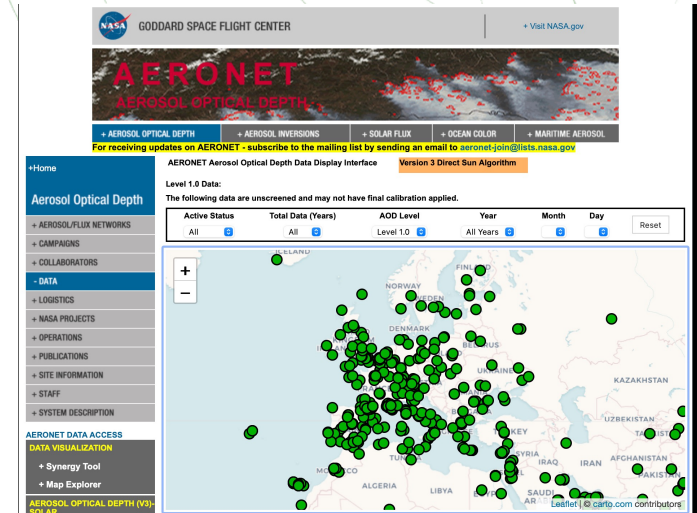 NASA
GODDARD SPACE FLIGHT CENTER
+ Visit NASA.gov
AERONET
AEROSOL OPTICAL DEPTH
+ AEROSOL OPTICAL DEPTH + AEROSOL INVERSIONS + SOLAR FLUX + OCEAN COLOR + MARITIME AEROSOL
For receiving updates on AERONET - subscribe to the mailing list by sending an email to aeronet-join@lists.nasa.gov
+Home
Aerosol Optical Depth
+ AEROSOL/FLUX NETWORKS
+ CAMPAIGNS
+ COLLABORATORS
- DATA
+ LOGISTICS
+ NASA PROJECTS
+ OPERATIONS
+ PUBLICATIONS
+ SITE INFORMATION
+ STAFF
+ SYSTEM DESCRIPTION
AERONET DATA ACCESS
DATA VISUALIZATION
+ Synergy Tool
+ Map Explorer
AEROSOL OPTICAL DEPTH (V3)-
SOLAR
AERONET Aerosol Optical Depth Data Display Interface Version 3 Direct Sun Algorithm
Level 1.0 Data:
The following data are unscreened and may not have final calibration applied.
Active Status Total Data (Years) AOD Level Year Month Day
All All Level 1.0 All Years Reset
+
−
ICELAND
NORWAY
DENMARK
KAZAKHSTAN
UZBEKISTAN
SYRIA
IRAQ
IRAN
AFGHANISTAN
ALGERIA
LIBYA
SAUDI
Leaflet | © carto.com contributors